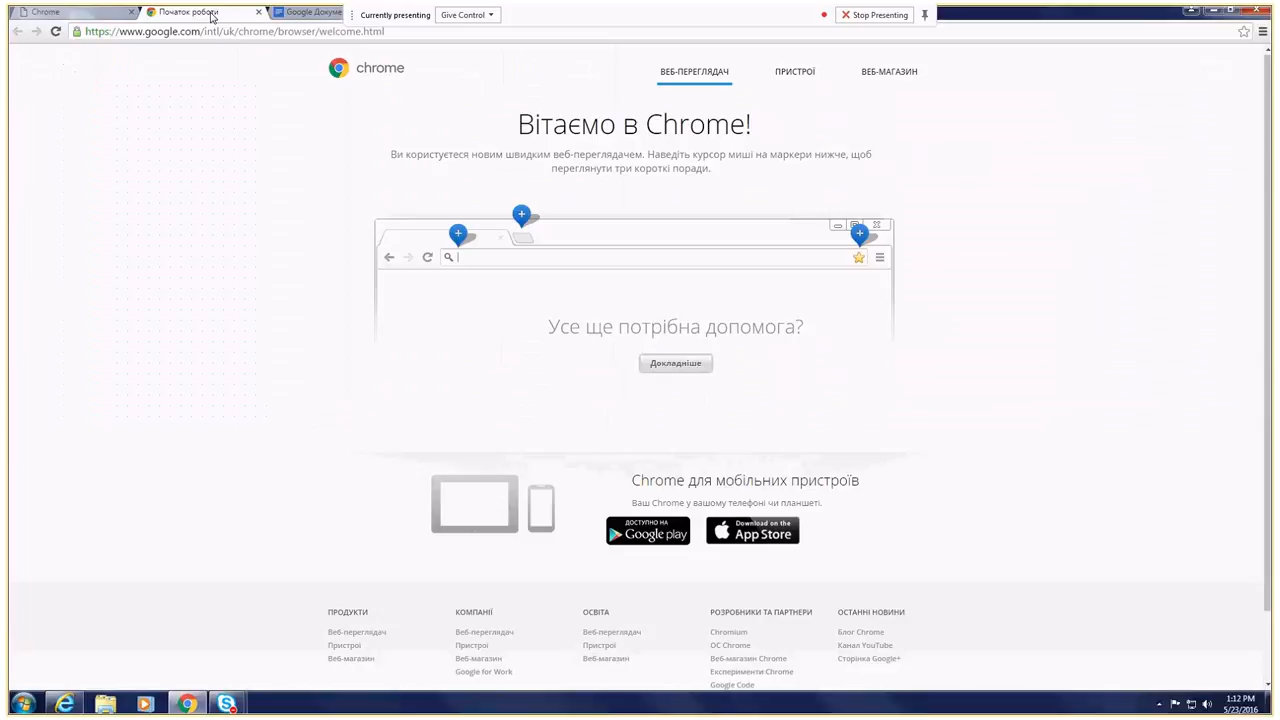 Chrome
Початок роботи
Google Докуме
Currently presenting
Give Control
Stop Presenting
https://www.google.com/intl/uk/chrome/browser/welcome.html
chrome
ВЕБ-ПЕРЕГЛЯДАЧ
ПРИСТРОЇ
ВЕБ-МАГАЗИН
Вітаємо в Chrome!
Ви користуєтеся новим швидким веб-переглядачем. Наведіть курсор миші на маркери нижче, щоб
переглянути три короткі поради.
Усе ще потрібна допомога?
Докладніше
Chrome для мобільних пристроїв
Ваш Chrome у вашому телефоні чи планшеті.
ДОСТУПНО НА
Google play
Download on the
App Store
ПРОДУКТИ
Веб-переглядач
Пристрої
Веб-магазин
КОМПАНІЇ
Веб-переглядач
Пристрої
Веб-магазин
Google for Work
ОСВІТА
Веб-переглядач
Пристрої
Веб-магазин
РОЗРОБНИКИ ТА ПАРТНЕРИ
Chromium
ОС Chrome
Веб-магазин Chrome
Експерименти Chrome
Google Code
ОСТАННІ НОВИНИ
Блог Chrome
Канал YouTube
Сторінка Google+
1:12 PM
5/23/2016